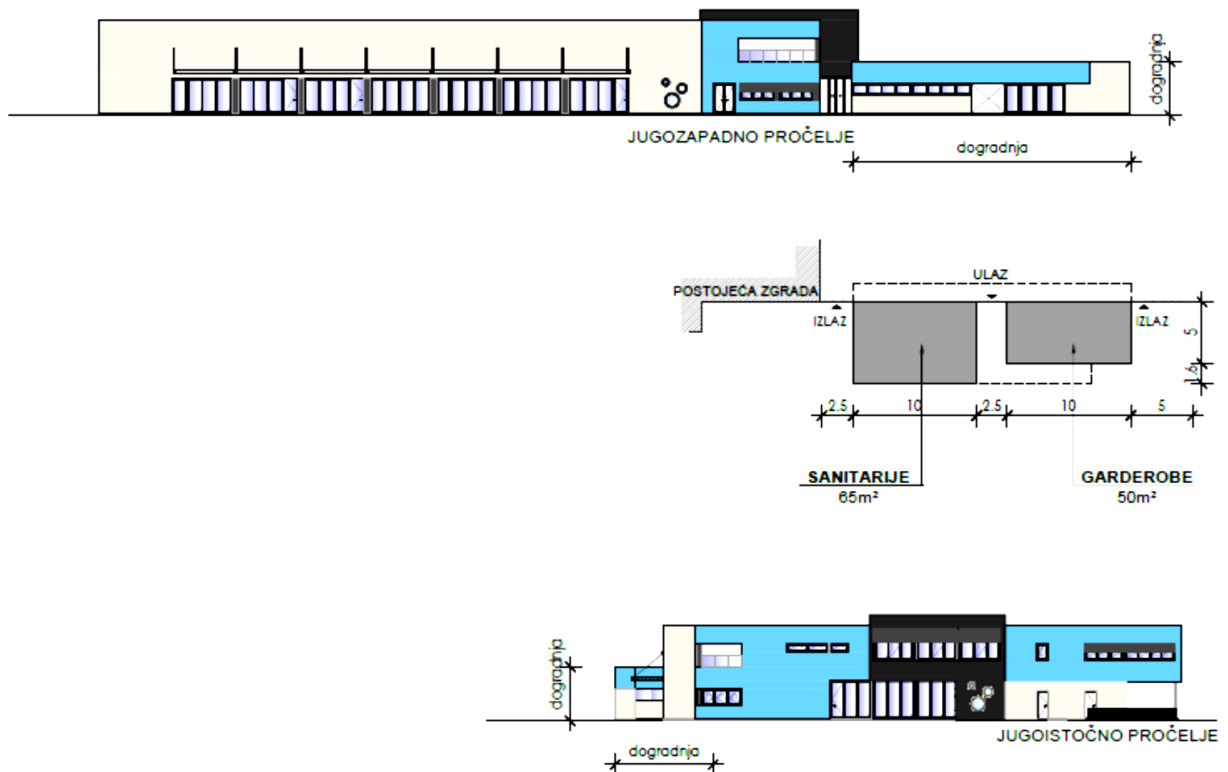 dogradnja
JUGOZAPADNO PROČELJE
dogradnja
ULAZ
POSTOJEĆA ZGRADA
IZLAZ
IZLAZ
5
1.6
2.5
10
2.5
10
5
SANITARIJE
65m²
GARDEROBE
50m²
dogradnja
JUGOISTOČNO PROČELJE
dogradnja